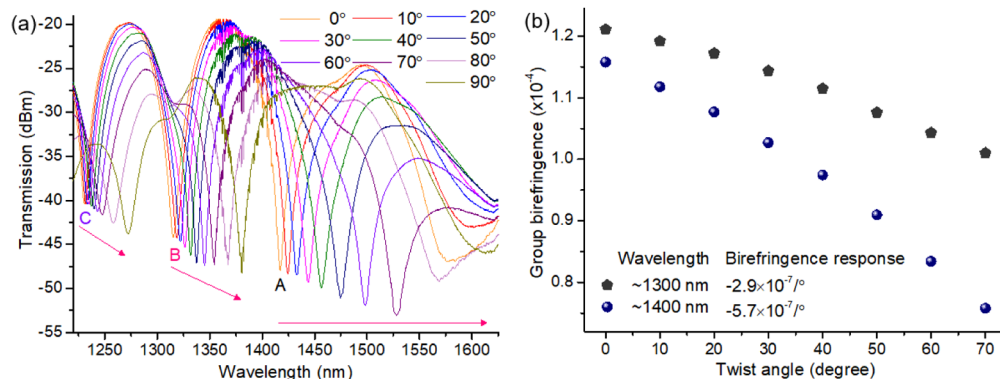 (a)
0° 10° 20°
30° 40° 50°
60° 70° 80°
90°
C
B
A
-20
-25
-30
-35
-40
-45
-50
-55
Transmission (dBm)
1250 1300 1350 1400 1450 1500 1550 1600
Wavelength (nm)
(b)
1.2
1.1
1.0
0.9
0.8
Group birefringence (x10⁻⁴)
Wavelength Birefringence response
~1300 nm -2.9×10⁻⁷/°
~1400 nm -5.7×10⁻⁷/°
0 10 20 30 40 50 60 70
Twist angle (degree)